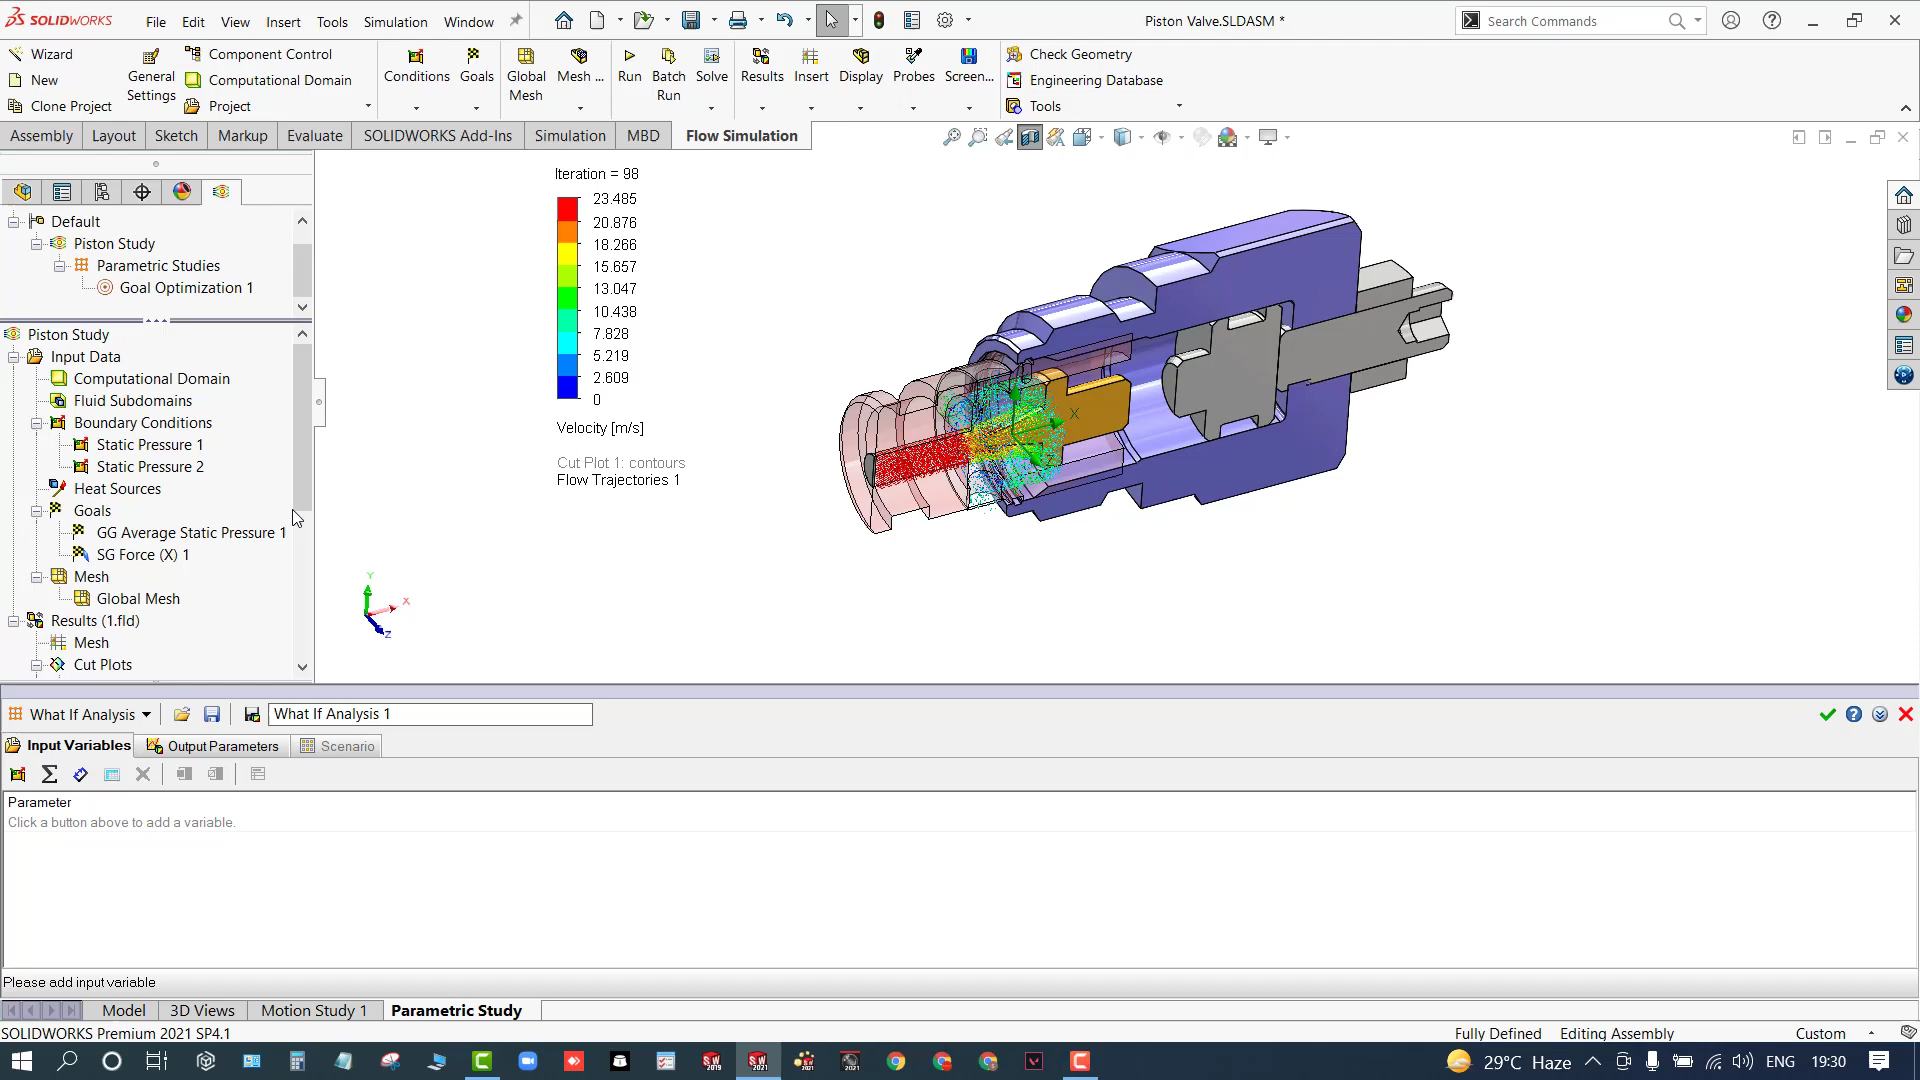 SOLIDWORKS File Edit View Insert Tools Simulation Window Piston Valve.SLDASM * Search Commands
Wizard
New
Clone Project
General Settings
Component Control
Computational Domain
Project
Conditions
Goals
Global Mesh
Mesh ...
Run
Batch Run
Solve
Results
Insert
Display
Probes
Screen...
Check Geometry
Engineering Database
Tools
Assembly Layout Sketch Markup Evaluate SOLIDWORKS Add-Ins Simulation MBD Flow Simulation
Default
Piston Study
Parametric Studies
Goal Optimization 1
Piston Study
Input Data
Computational Domain
Fluid Subdomains
Boundary Conditions
Static Pressure 1
Static Pressure 2
Heat Sources
Goals
GG Average Static Pressure 1
SG Force (X) 1
Mesh
Global Mesh
Results (1.fld)
Mesh
Cut Plots
Iteration = 98
23.485
20.876
18.266
15.657
13.047
10.438
7.828
5.219
2.609
0
Velocity [m/s]
Cut Plot 1: contours
Flow Trajectories 1
X
Y
X
Z
What If Analysis What If Analysis 1
Input Variables Output Parameters Scenario
Parameter
Click a button above to add a variable.
Please add input variable
Model 3D Views Motion Study 1 Parametric Study
SOLIDWORKS Premium 2021 SP4.1 Fully Defined Editing Assembly Custom
29°C Haze ENG 19:30